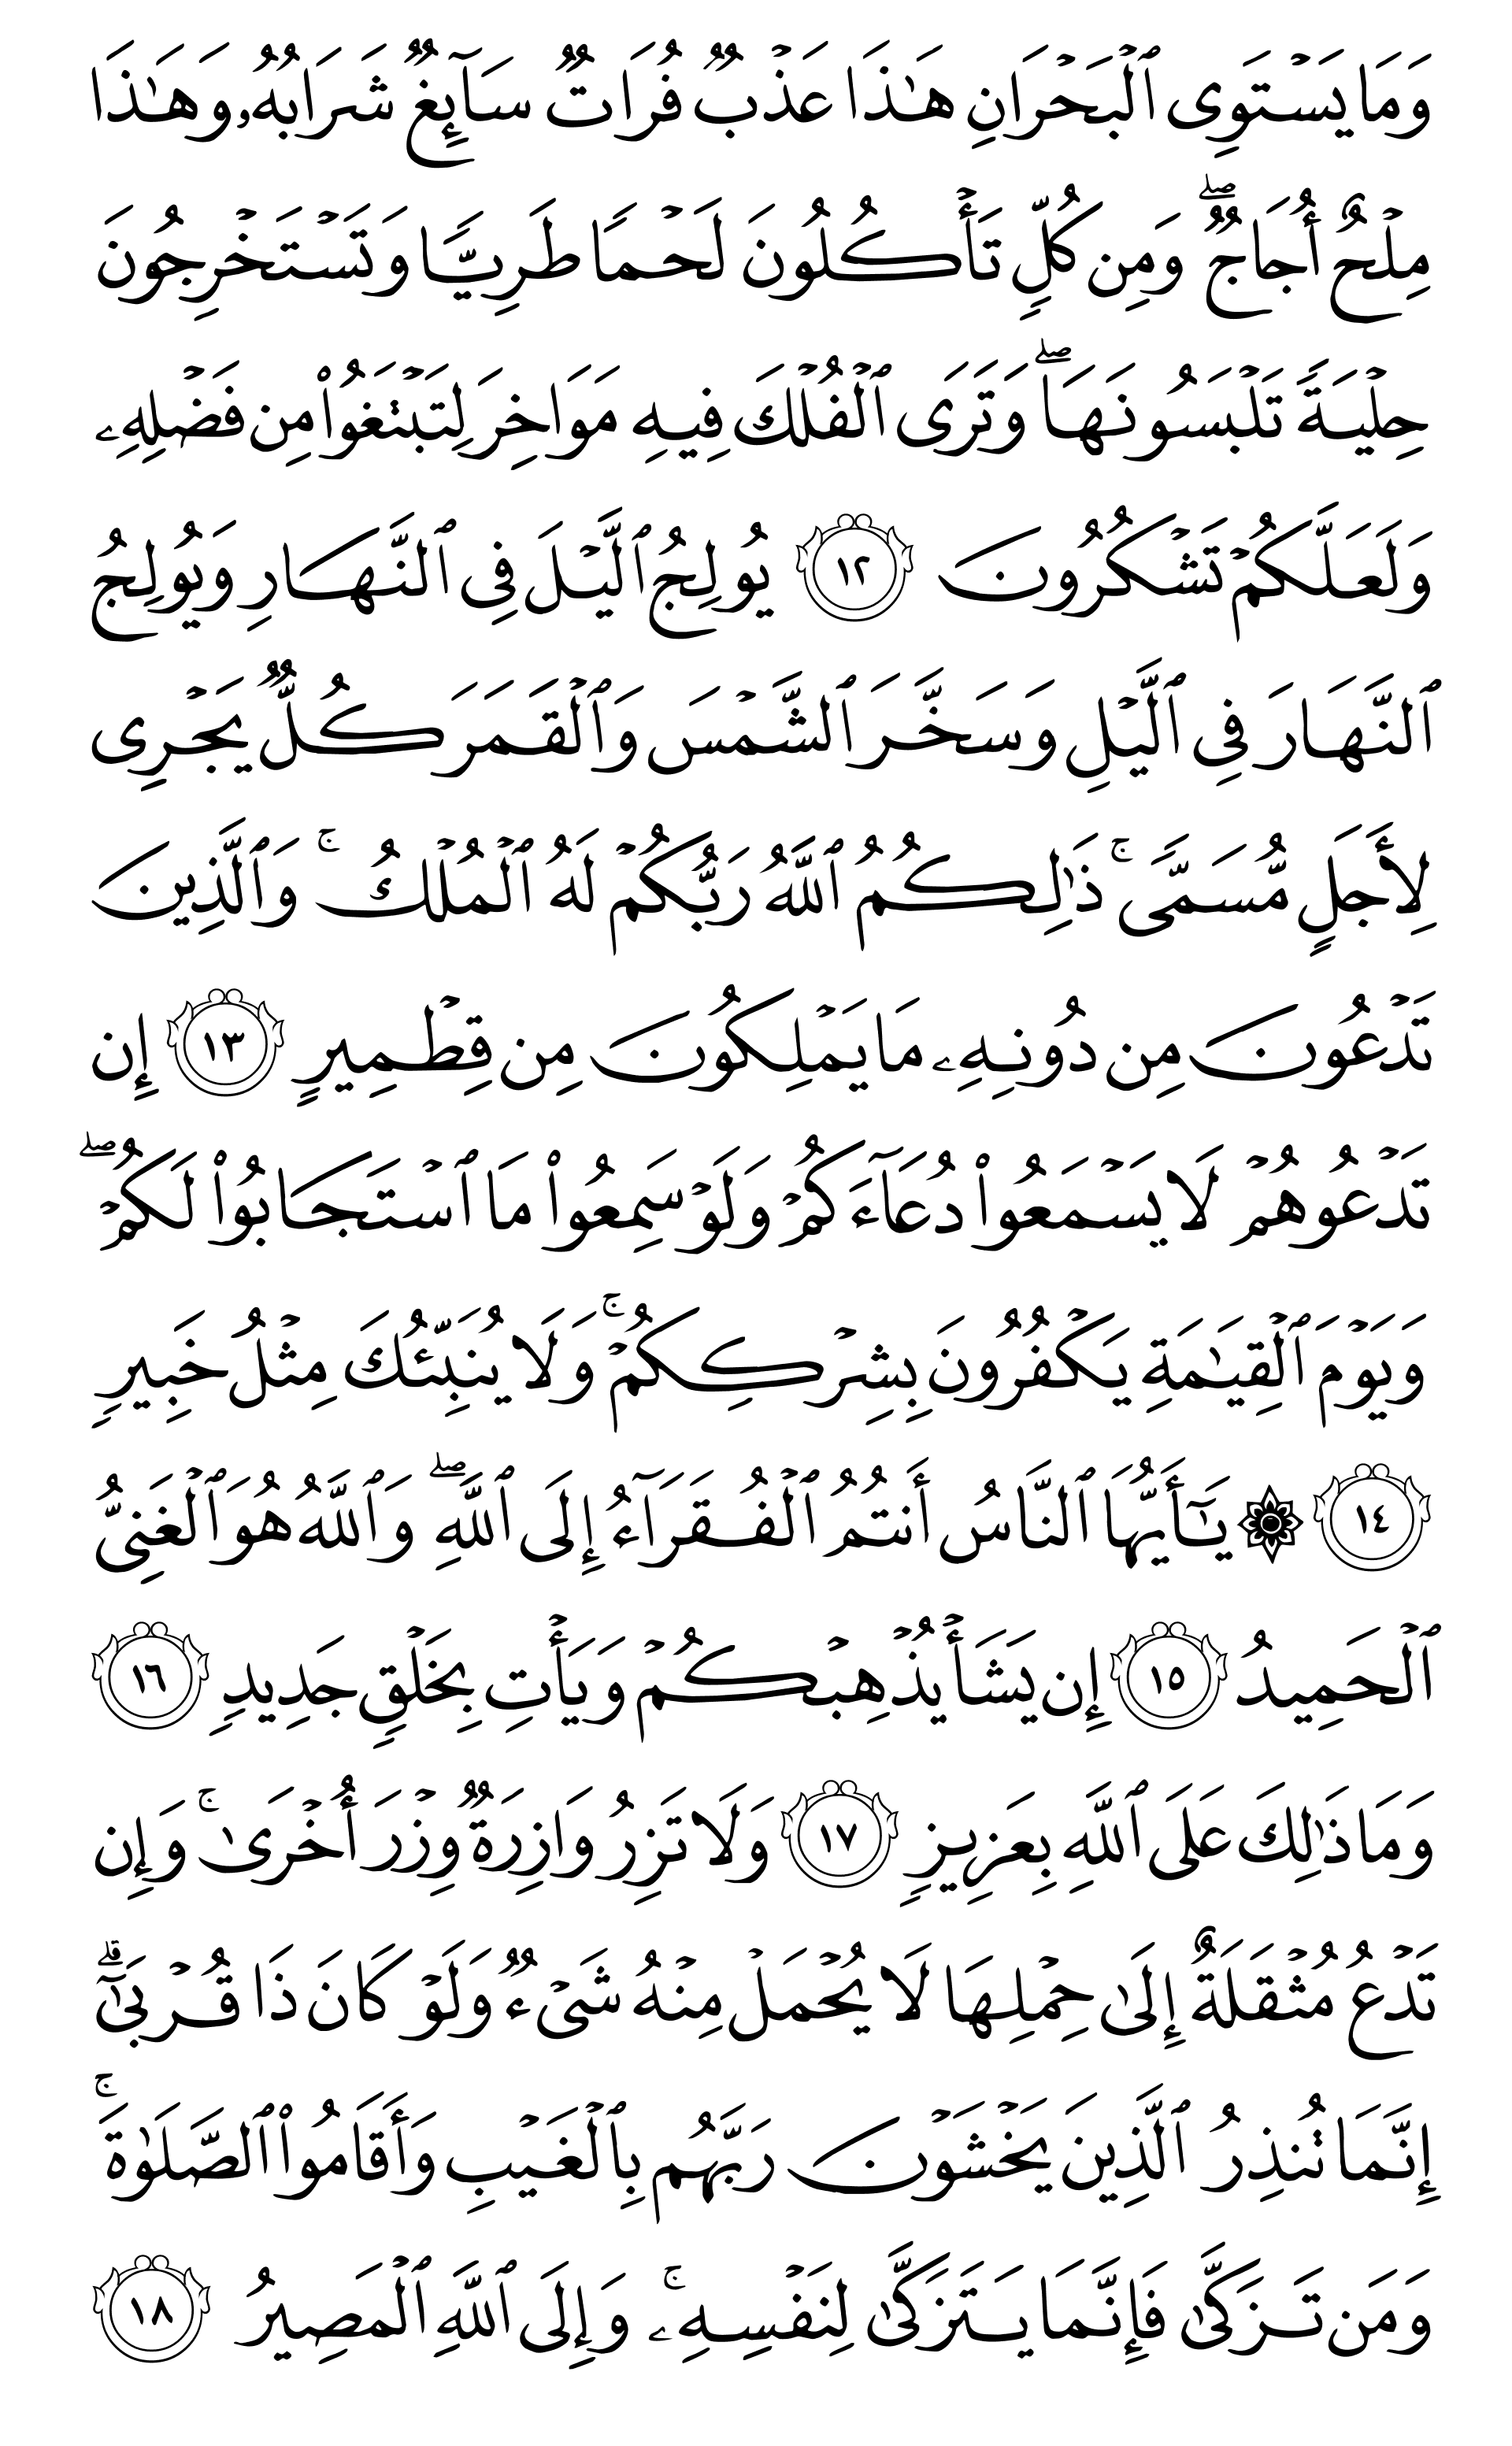 وَمَا يَسۡتَوِي ٱلۡبَحۡرَانِ هَٰذَا عَذۡبٞ فُرَاتٞ سَآئِغٞ شَرَابُهُۥ وَهَٰذَا
مِلۡحٌ أُجَاجٞۖ وَمِن كُلّٖ تَأۡكُلُونَ لَحۡمٗا طَرِيّٗا وَتَسۡتَخۡرِجُونَ
حِلۡيَةٗ تَلۡبَسُونَهَاۖ وَتَرَى ٱلۡفُلۡكَ فِيهِ مَوَاخِرَ لِتَبۡتَغُواْ مِن فَضۡلِهِۦ
وَلَعَلَّكُمۡ تَشۡكُرُونَ ١٢ يُولِجُ ٱلَّيۡلَ فِي ٱلنَّهَارِ وَيُولِجُ
ٱلنَّهَارَ فِي ٱلَّيۡلِ وَسَخَّرَ ٱلشَّمۡسَ وَٱلۡقَمَرَ كُلّٞ يَجۡرِي
لِأَجَلٖ مُّسَمّٗىۚ ذَٰلِكُمُ ٱللَّهُ رَبُّكُمۡ لَهُ ٱلۡمُلۡكُۚ وَٱلَّذِينَ
تَدۡعُونَ مِن دُونِهِۦ مَا يَمۡلِكُونَ مِن قِطۡمِيرٍ ١٣ إِن
تَدۡعُوهُمۡ لَا يَسۡمَعُواْ دُعَآءَكُمۡ وَلَوۡ سَمِعُواْ مَا ٱسۡتَجَابُواْ لَكُمۡۖ
وَيَوۡمَ ٱلۡقِيَٰمَةِ يَكۡفُرُونَ بِشِرۡكِكُمۡۚ وَلَا يُنَبِّئُكَ مِثۡلُ خَبِيرٖ
١٤ ۞ يَٰٓأَيُّهَا ٱلنَّاسُ أَنتُمُ ٱلۡفُقَرَآءُ إِلَى ٱللَّهِۖ وَٱللَّهُ هُوَ ٱلۡغَنِيُّ
ٱلۡحَمِيدُ ١٥ إِن يَشَأۡ يُذۡهِبۡكُمۡ وَيَأۡتِ بِخَلۡقٖ جَدِيدٖ ١٦
وَمَا ذَٰلِكَ عَلَى ٱللَّهِ بِعَزِيزٖ ١٧ وَلَا تَزِرُ وَازِرَةٞ وِزۡرَ أُخۡرَىٰۚ وَإِن
تَدۡعُ مُثۡقَلَةٌ إِلَىٰ حِمۡلِهَا لَا يُحۡمَلۡ مِنۡهُ شَيۡءٞ وَلَوۡ كَانَ ذَا قُرۡبَىٰٓۗ
إِنَّمَا تُنذِرُ ٱلَّذِينَ يَخۡشَوۡنَ رَبَّهُم بِٱلۡغَيۡبِ وَأَقَامُواْ ٱلصَّلَوٰةَۚ
وَمَن تَزَكَّىٰ فَإِنَّمَا يَتَزَكَّىٰ لِنَفۡسِهِۦۚ وَإِلَى ٱللَّهِ ٱلۡمَصِيرُ ١٨